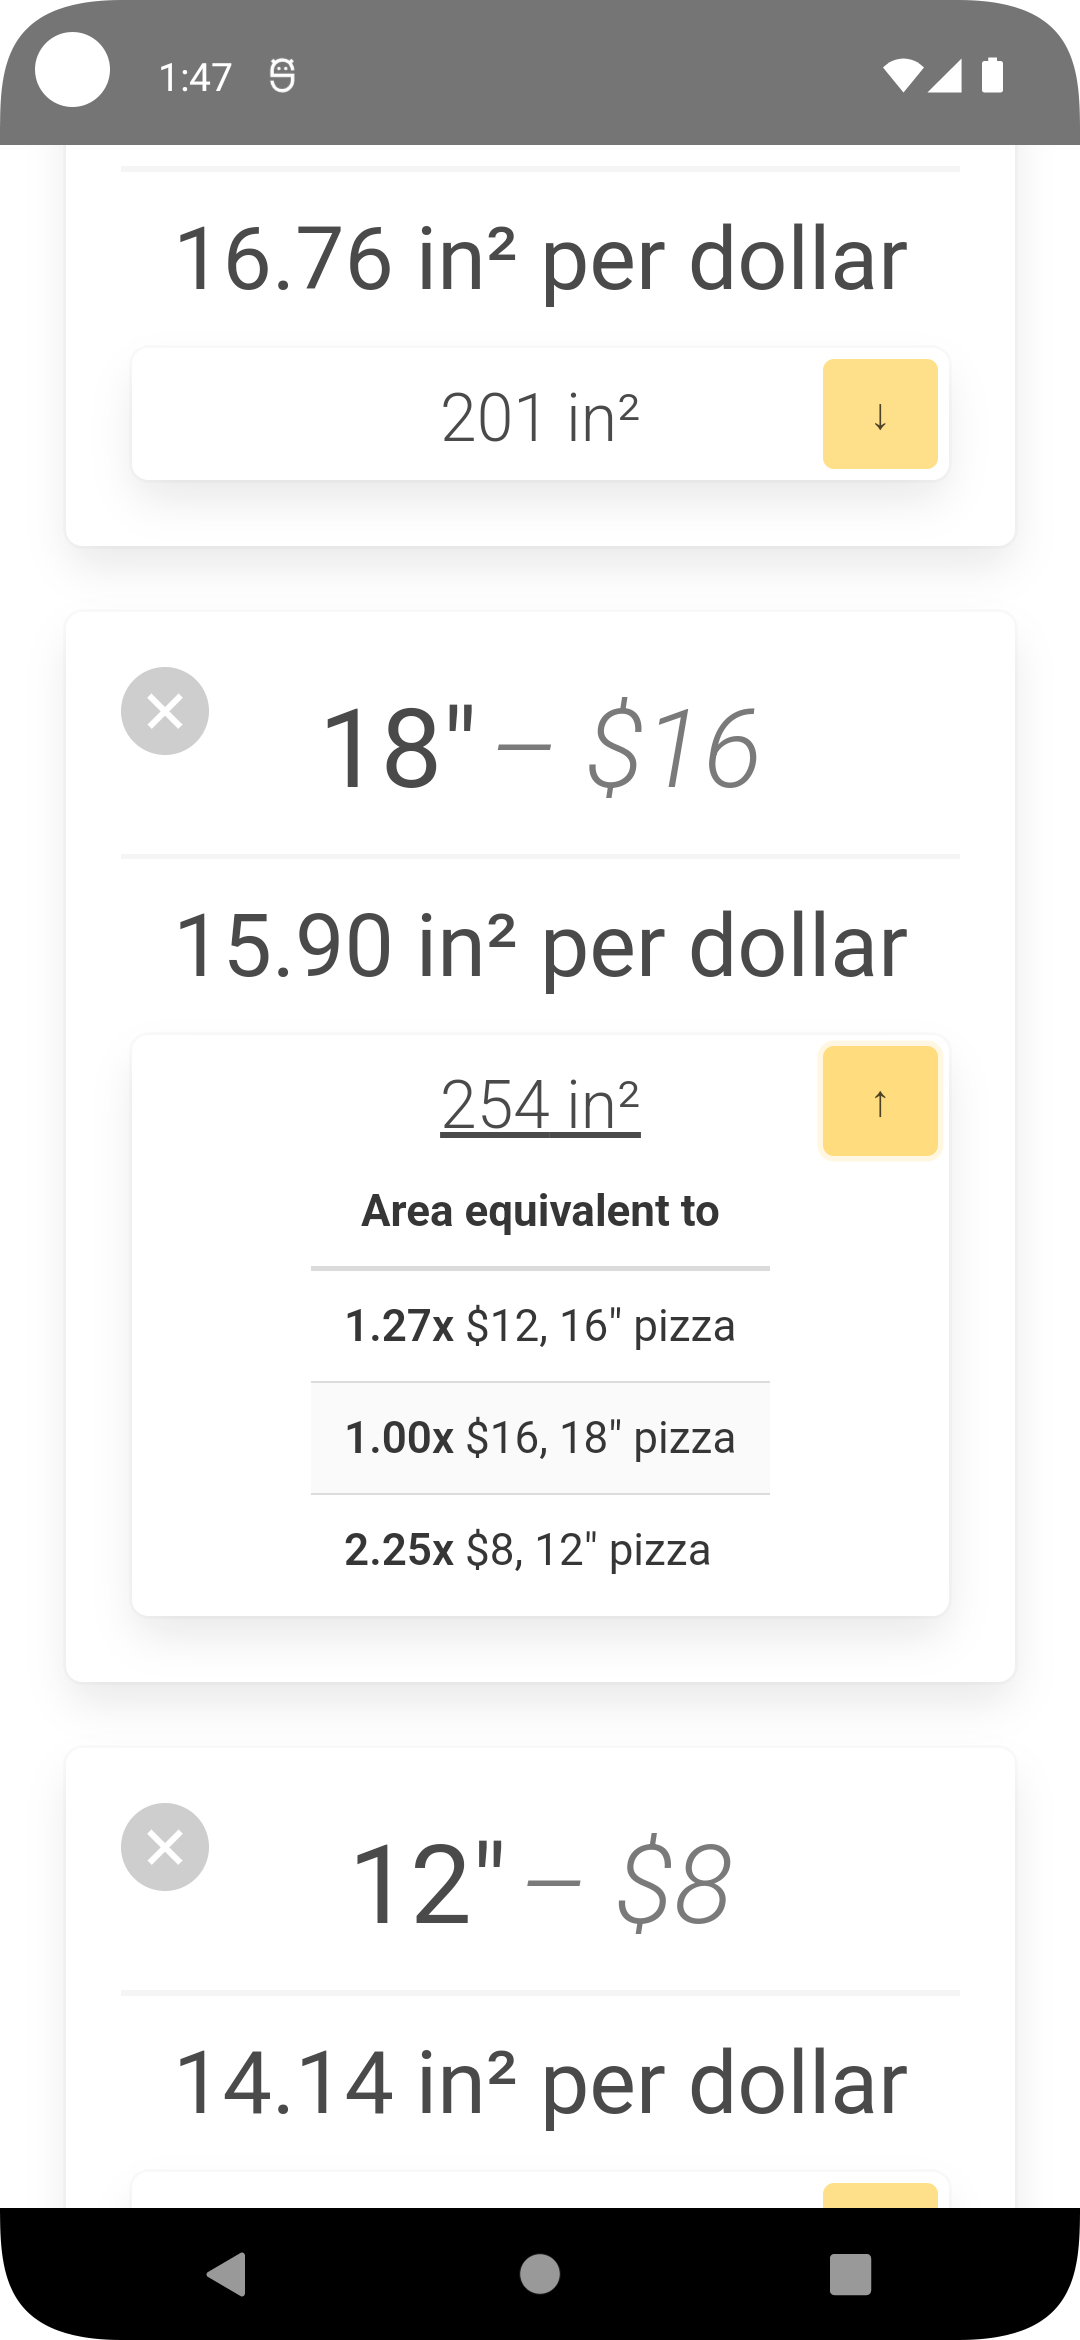 1:47
16.76 in² per dollar
201 in²
↓
18" – $16
15.90 in² per dollar
254 in²
↑
Area equivalent to
1.27x $12, 16" pizza
1.00x $16, 18" pizza
2.25x $8, 12" pizza
12" – $8
14.14 in² per dollar